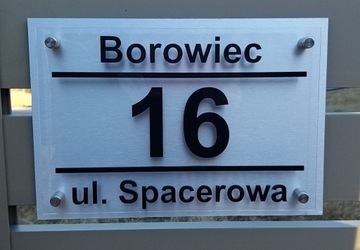 Borowiec
16
ul. Spacerowa